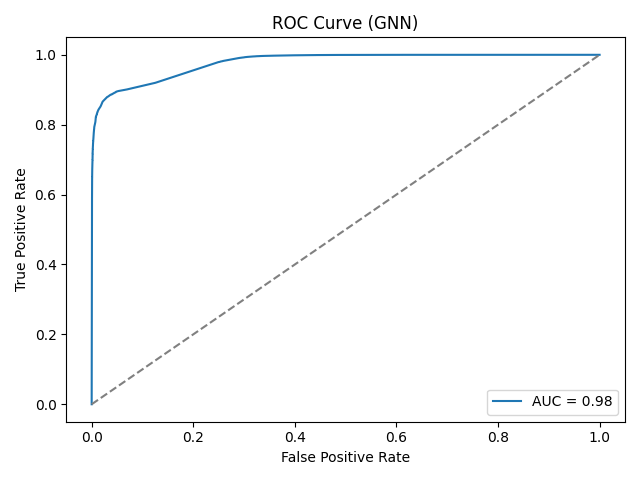 ROC Curve (GNN)
1.0
0.8
0.6
0.4
0.2
0.0
True Positive Rate
0.0 0.2 0.4 0.6 0.8 1.0
False Positive Rate
AUC = 0.98